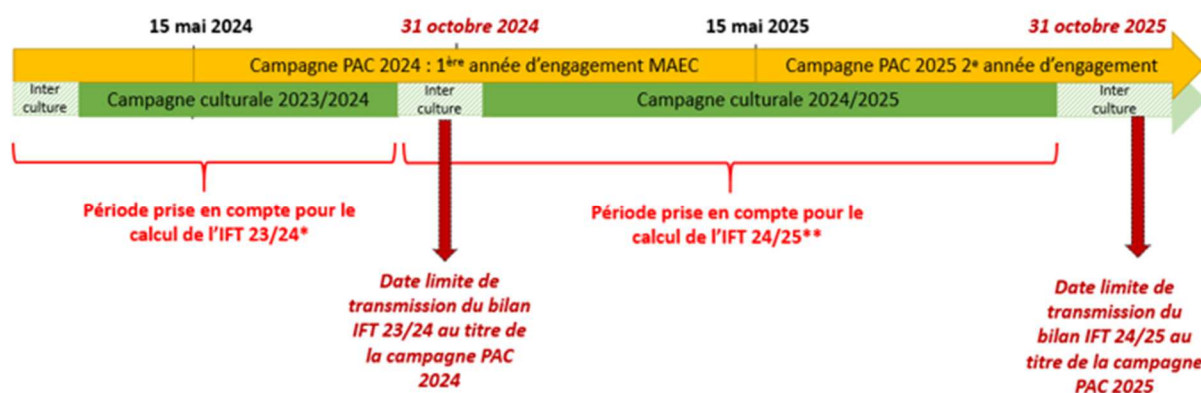 15 mai 2024
31 octobre 2024
15 mai 2025
31 octobre 2025
Campagne PAC 2024 : 1ère année d'engagement MAEC
Campagne PAC 2025 2e année d'engagement
Inter
culture
Campagne culturale 2023/2024
Inter
culture
Campagne culturale 2024/2025
Inter
culture
Période prise en compte pour le
calcul de l'IFT 23/24*
Période prise en compte pour le
calcul de l'IFT 24/25**
Date limite de
transmission du bilan
IFT 23/24 au titre de
la campagne PAC
2024
Date limite de
transmission du
bilan IFT 24/25 au
titre de la campagne
PAC 2025